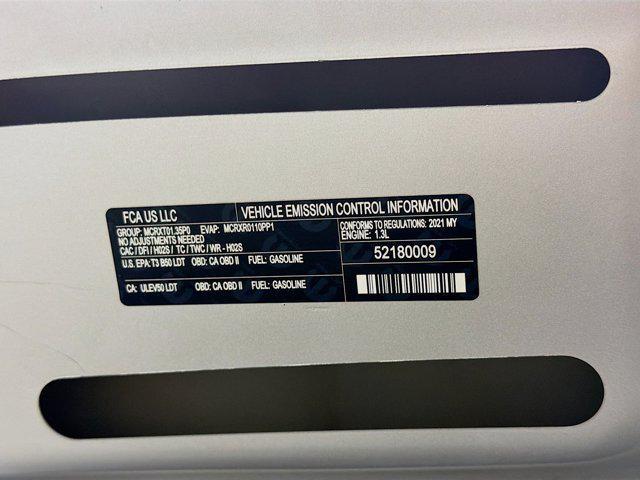 FCA US LLC
VEHICLE EMISSION CONTROL INFORMATION
GROUP: MCRXT01.35P0 EVAP: MCRXR0110PP1
NO ADJUSTMENTS NEEDED
CAC / DFI / HO2S / TC / TWC / WR - HO2S
CONFORMS TO REGULATIONS: 2021 MY
ENGINE: 1.3L
U.S. EPA: T3 B50 LDT OBD: CA OBD II FUEL: GASOLINE
52180009
CA: ULEV50 LDT OBD: CA OBD II FUEL: GASOLINE